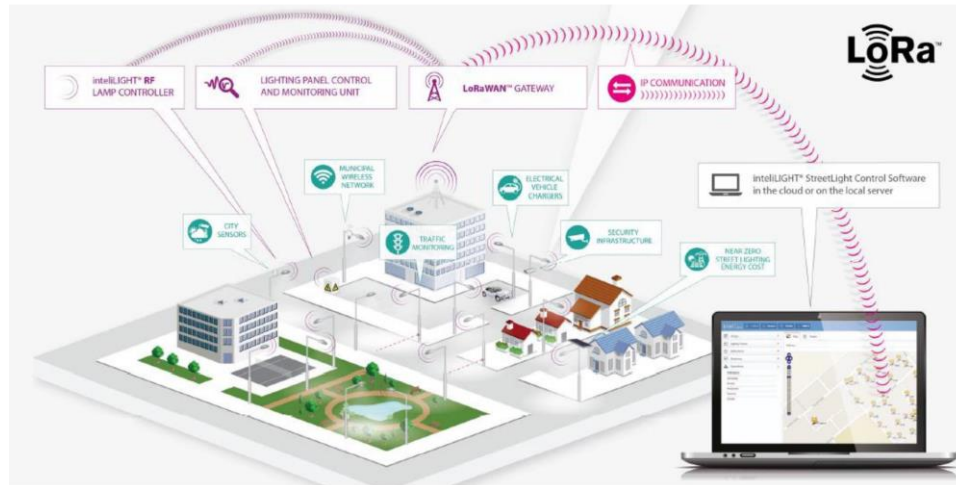 LoRa™
inteliLIGHT® RF
LAMP CONTROLLER
LIGHTING PANEL CONTROL
AND MONITORING UNIT
LoRaWAN™ GATEWAY
IP COMMUNICATION
inteliLIGHT® StreetLight Control Software
in the cloud or on the local server
MUNICIPAL
WIRELESS
NETWORK
ELECTRICAL
VEHICLE
CHARGERS
CITY
SENSORS
TRAFFIC
MONITORING
SECURITY
INFRASTRUCTURE
NEAR ZERO
STREET LIGHTING
ENERGY COST